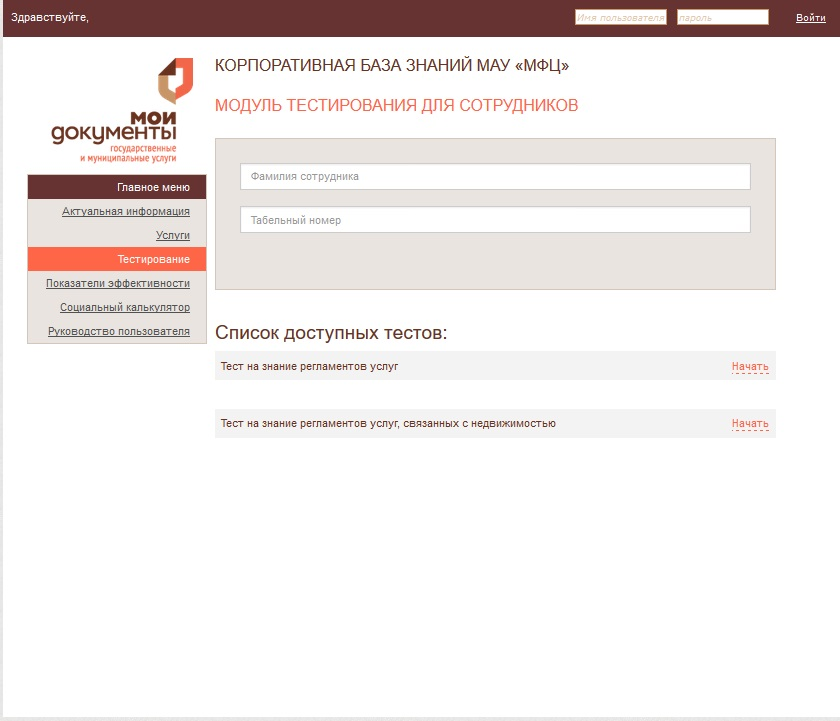 Здравствуйте,
Имя пользователя
пароль
Войти
мои
документы
государственные
и муниципальные услуги
КОРПОРАТИВНАЯ БАЗА ЗНАНИЙ МАУ «МФЦ»
МОДУЛЬ ТЕСТИРОВАНИЯ ДЛЯ СОТРУДНИКОВ
Главное меню
Актуальная информация
Услуги
Тестирование
Показатели эффективности
Социальный калькулятор
Руководство пользователя
Фамилия сотрудника
Табельный номер
Список доступных тестов:
Тест на знание регламентов услуг
Начать
Тест на знание регламентов услуг, связанных с недвижимостью
Начать